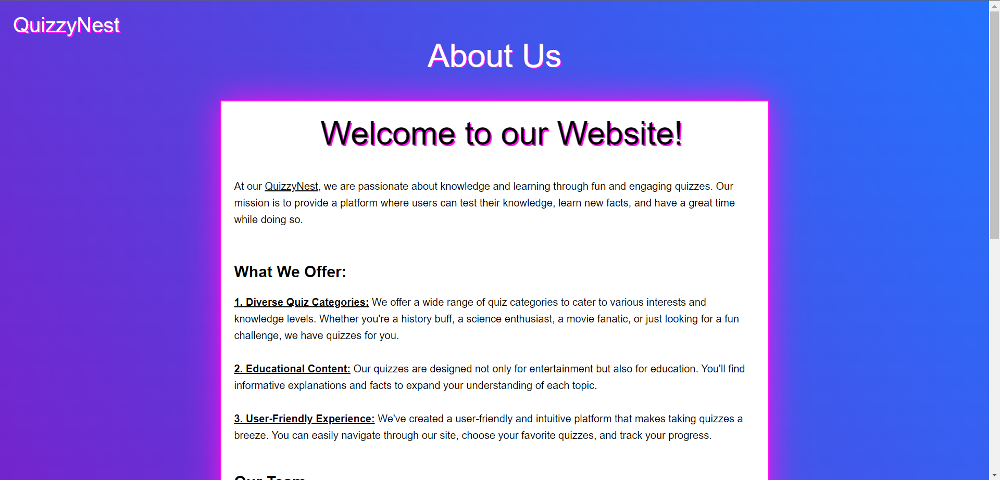 QuizzyNest
About Us
Welcome to our Website!
At our QuizzyNest, we are passionate about knowledge and learning through fun and engaging quizzes. Our
mission is to provide a platform where users can test their knowledge, learn new facts, and have a great time
while doing so.
What We Offer:
1. Diverse Quiz Categories: We offer a wide range of quiz categories to cater to various interests and
knowledge levels. Whether you're a history buff, a science enthusiast, a movie fanatic, or just looking for a fun
challenge, we have quizzes for you.
2. Educational Content: Our quizzes are designed not only for entertainment but also for education. You'll find
informative explanations and facts to expand your understanding of each topic.
3. User-Friendly Experience: We've created a user-friendly and intuitive platform that makes taking quizzes a
breeze. You can easily navigate through our site, choose your favorite quizzes, and track your progress.
Our Team